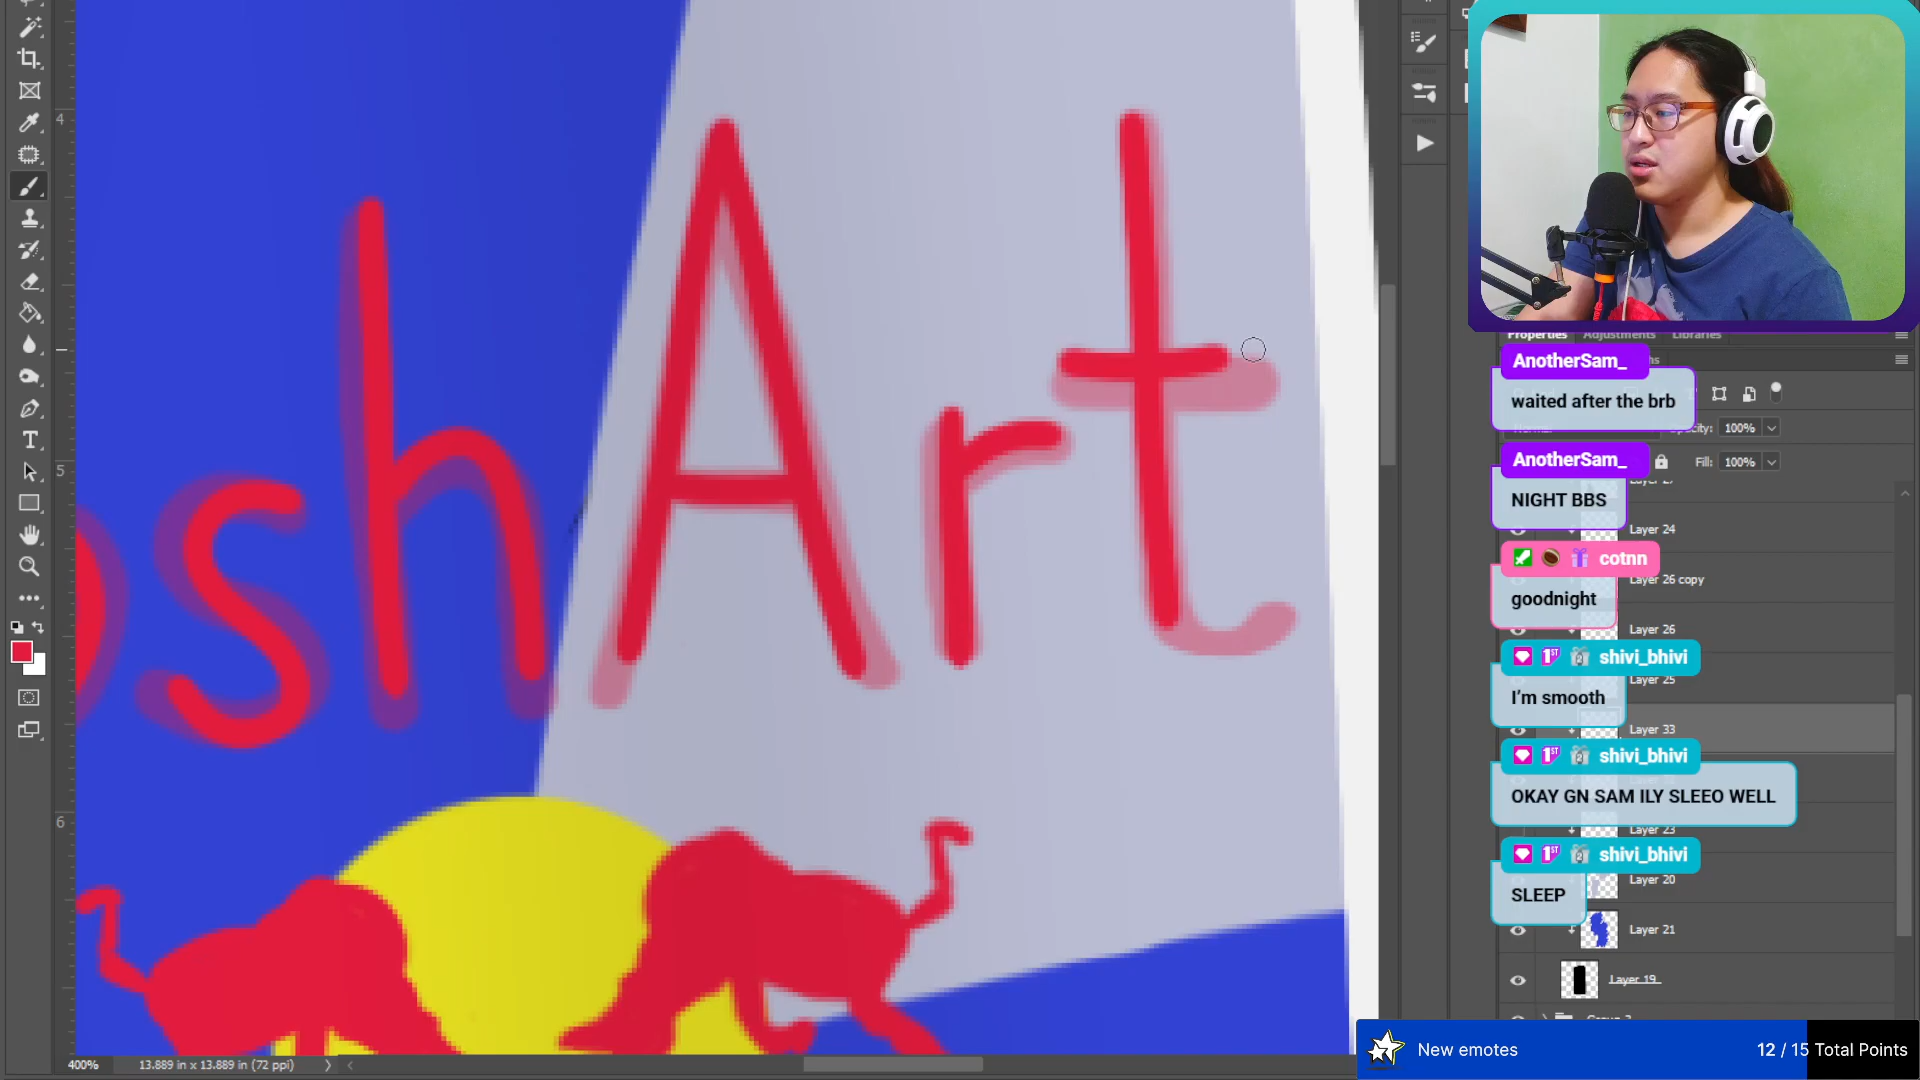 4
5
6
shArt
400%
13.889 in x 13.889 in (72 ppi)
Properties
Adjustments
Libraries
AnotherSam_
waited after the brb
Opacity:
100%
AnotherSam_
NIGHT BBS
Fill:
100%
Layer 24
cotnn
goodnight
Layer 26 copy
Layer 26
shivi_bhivi
I'm smooth
Layer 25
Layer 33
shivi_bhivi
OKAY GN SAM ILY SLEEO WELL
Layer 23
shivi_bhivi
SLEEP
Layer 20
Layer 21
Layer 19
New emotes
12 / 15 Total Points